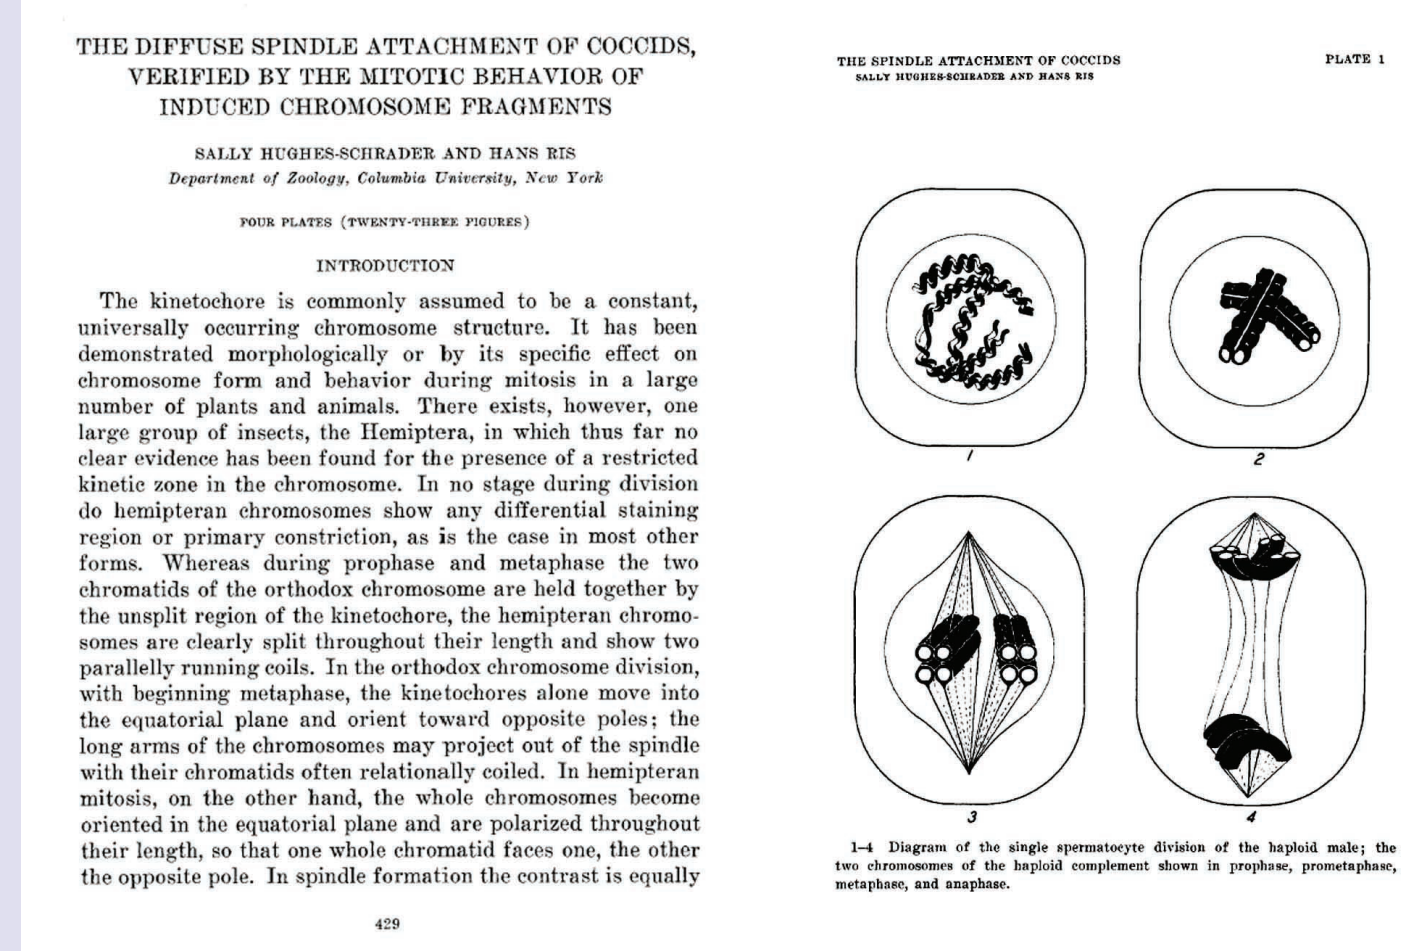 THE DIFFUSE SPINDLE ATTACHMENT OF COCCIDS,
VERIFIED BY THE MITOTIC BEHAVIOR OF
INDUCED CHROMOSOME FRAGMENTS
SALLY HUGHES-SCHRADER AND HANS RIS
Department of Zoology, Columbia University, New York
FOUR PLATES (TWENTY-THREE FIGURES)
INTRODUCTION
The kinetochore is commonly assumed to be a constant,
universally occurring chromosome structure. It has been
demonstrated morphologically or by its specific effect on
chromosome form and behavior during mitosis in a large
number of plants and animals. There exists, however, one
large group of insects, the Hemiptera, in which thus far no
clear evidence has been found for the presence of a restricted
kinetic zone in the chromosome. In no stage during division
do hemipteran chromosomes show any differential staining
region or primary constriction, as is the case in most other
forms. Whereas during prophase and metaphase the two
chromatids of the orthodox chromosome are held together by
the unsplit region of the kinetochore, the hemipteran chromo-
somes are clearly split throughout their length and show two
parallelly running coils. In the orthodox chromosome division,
with beginning metaphase, the kinetochores alone move into
the equatorial plane and orient toward opposite poles; the
long arms of the chromosomes may project out of the spindle
with their chromatids often relationally coiled. In hemipteran
mitosis, on the other hand, the whole chromosomes become
oriented in the equatorial plane and are polarized throughout
their length, so that one whole chromatid faces one, the other
the opposite pole. In spindle formation the contrast is equally
429
THE SPINDLE ATTACHMENT OF COCCIDS
SALLY HUGHES-SCHRADER AND HANS RIS
PLATE 1
1
2
3
4
1–4 Diagram of the single spermatocyte division of the haploid male; the
two chromosomes of the haploid complement shown in prophase, prometaphase,
metaphase, and anaphase.